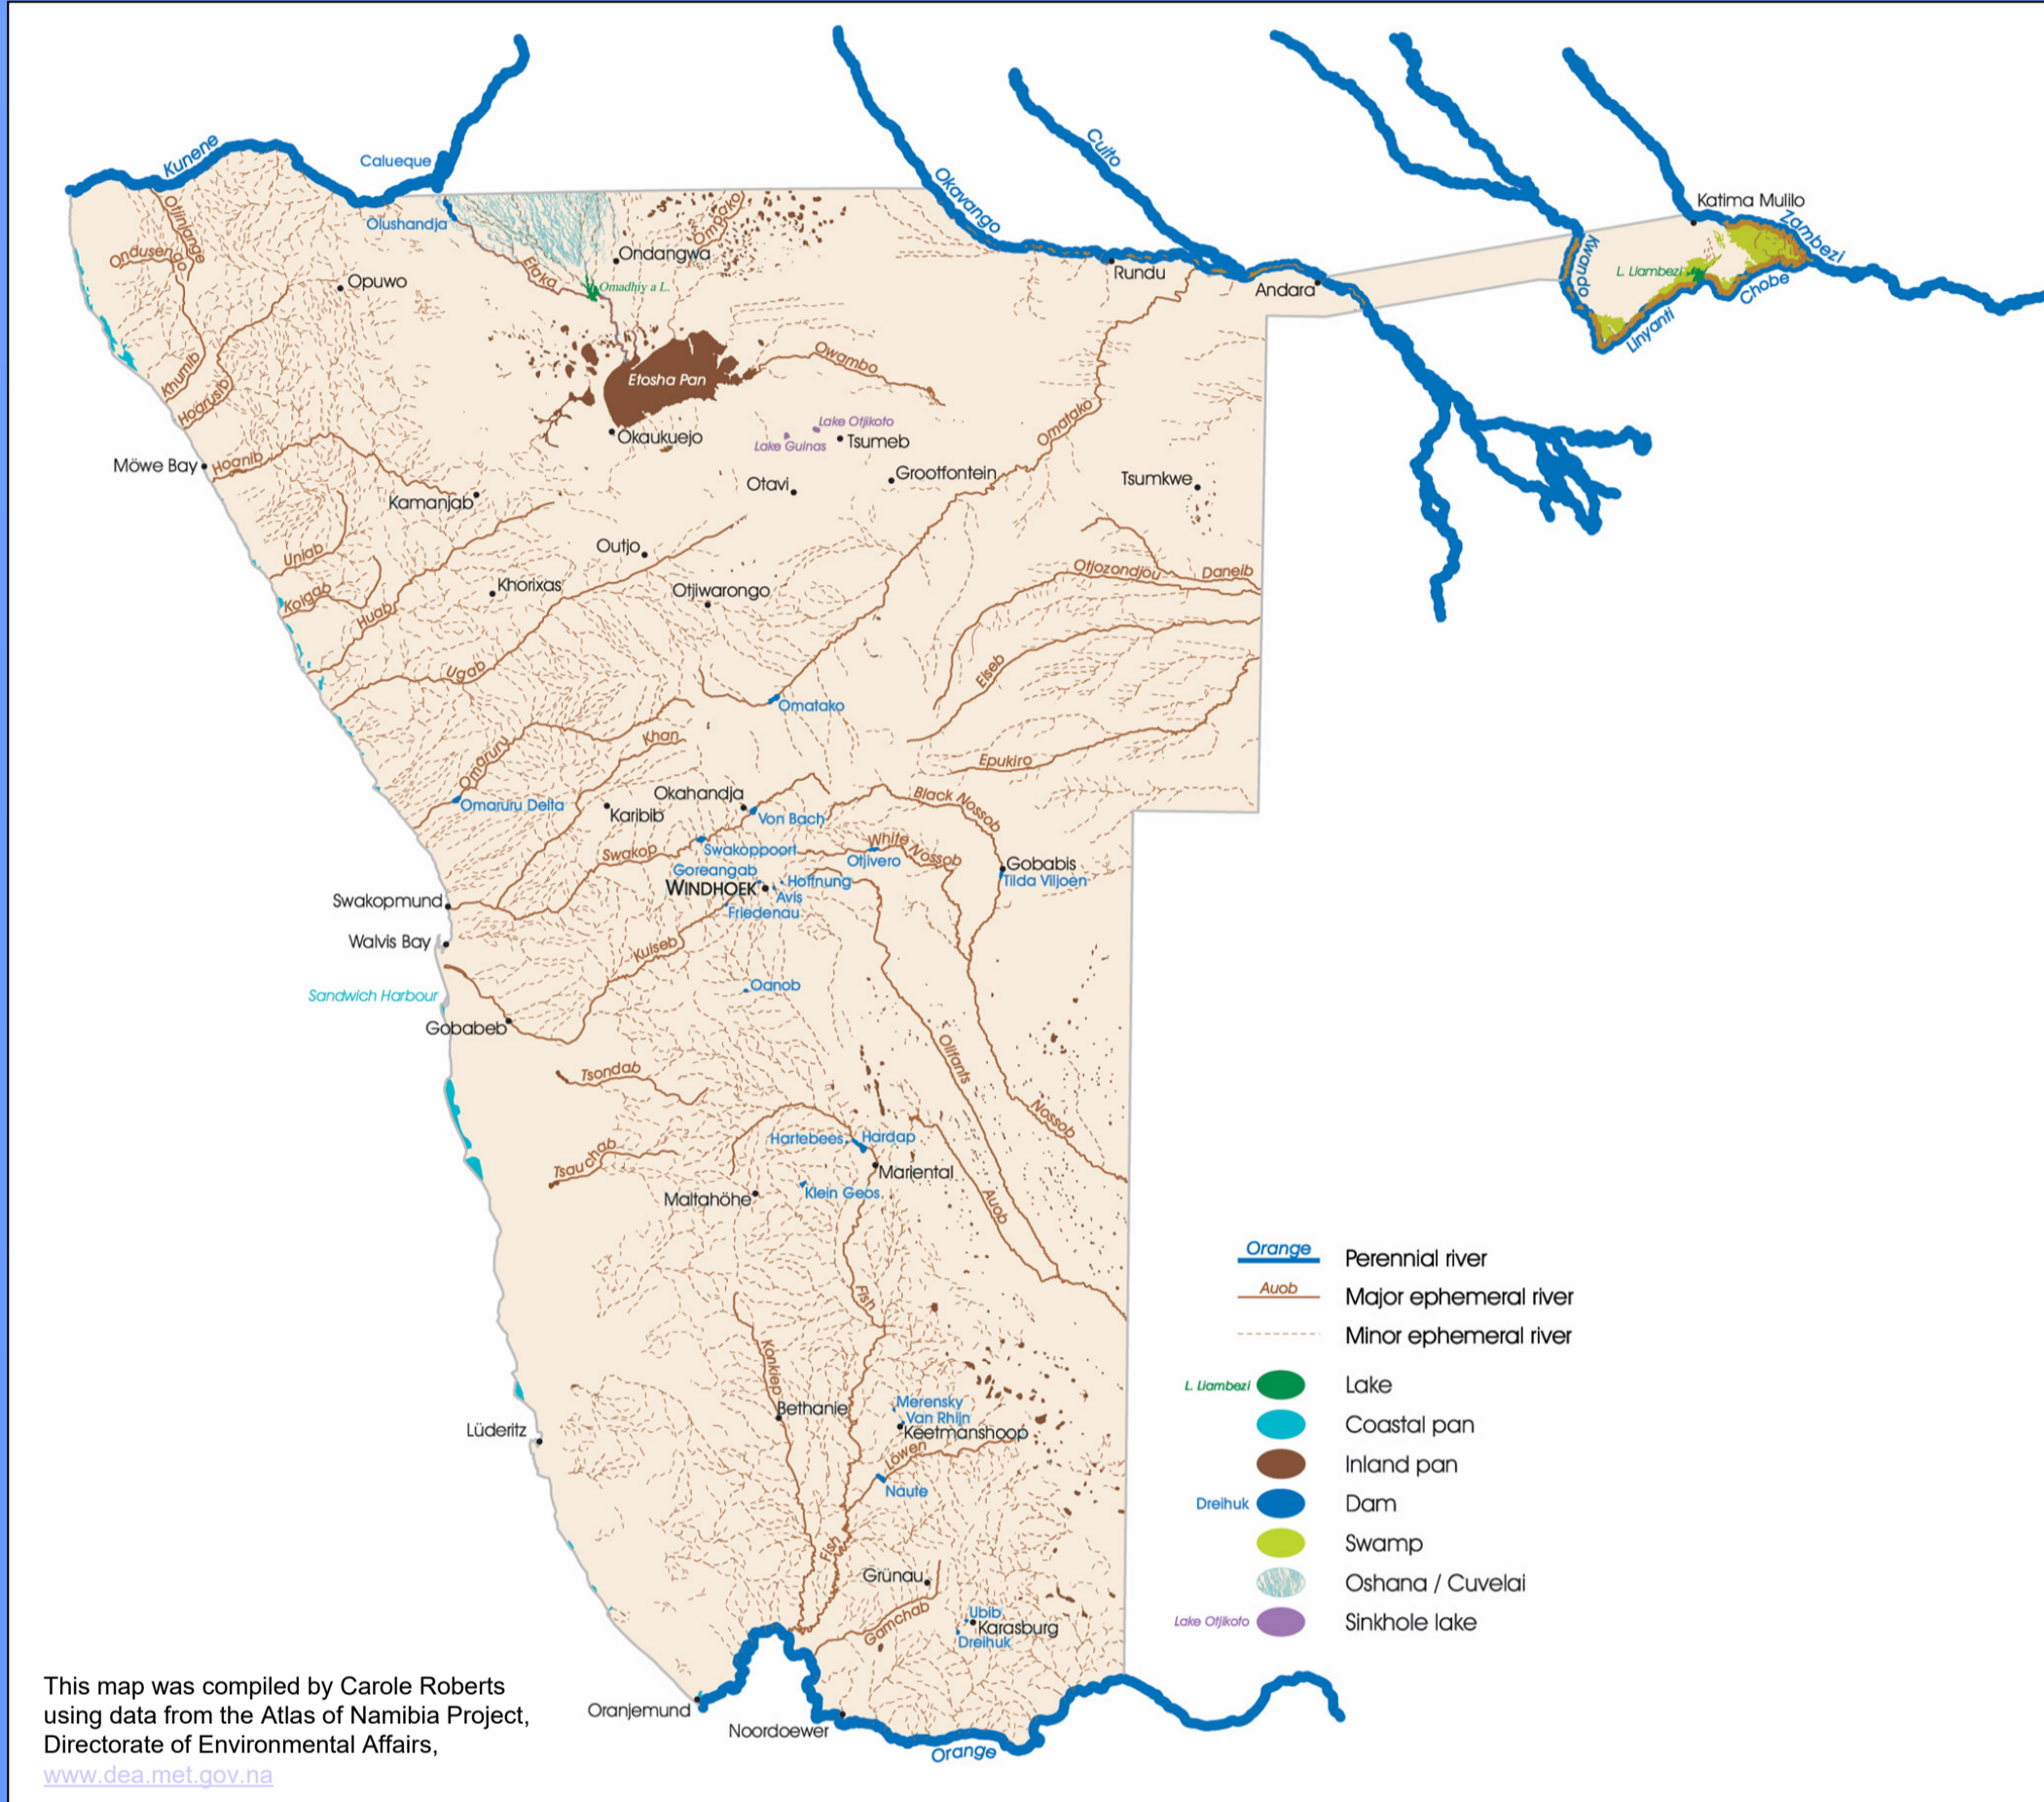 Kunene
Calueque
Okavango
Cuito
Katima Mulilo
Zambezi
Kwando
L. Liambezi
Chobe
Linyanti
Otjinjange
Ondusengo
Olushandja
Etaka
Ompako
Ondangwa
Omadhiya L.
Opuwo
Rundu
Andara
Khumib
Hoarusib
Etosha Pan
Owambo
Omatako
Lake Otjikoto
Lake Guinas
Tsumeb
Okaukuejo
Möwe Bay
Hoanib
Kamanjab
Otavi
Grootfontein
Tsumkwe
Uniab
Outjo
Koigab
Huab
Khorixas
Otjiwarongo
Otjozondjou
Daneib
Ugab
Eiseb
Omatako
Omaruru
Khan
Epukiro
Omaruru Delta
Karibib
Okahandja
Von Bach
Black Nossob
Swakop
Swakoppoort
White Nossob
Otjivero
Gobabis
Tilda Viljoen
Goreangab
WINDHOEK
Hoffnung
Avis
Friedenau
Swakopmund
Walvis Bay
Kuiseb
Sandwich Harbour
Oanob
Gobabeb
Tsondab
Olifants
Nossob
Hartebees
Hardap
Tsauchab
Mariental
Maltahöhe
Klein Geos
Auob
Fish
Konkiep
Bethanie
Merensky
Van Rhijn
Keetmanshoop
Lüderitz
Löwen
Naute
Fish
Grünau
Gamchab
Ubib
Karasburg
Dreihuk
Oranjemund
Noordoewer
Orange
Orange
Perennial river
Auob
Major ephemeral river
Minor ephemeral river
L. Liambezi
Lake
Coastal pan
Inland pan
Dreihuk
Dam
Swamp
Oshana / Cuvelai
Lake Otjikoto
Sinkhole lake
This map was compiled by Carole Roberts
using data from the Atlas of Namibia Project,
Directorate of Environmental Affairs,
www.dea.met.gov.na